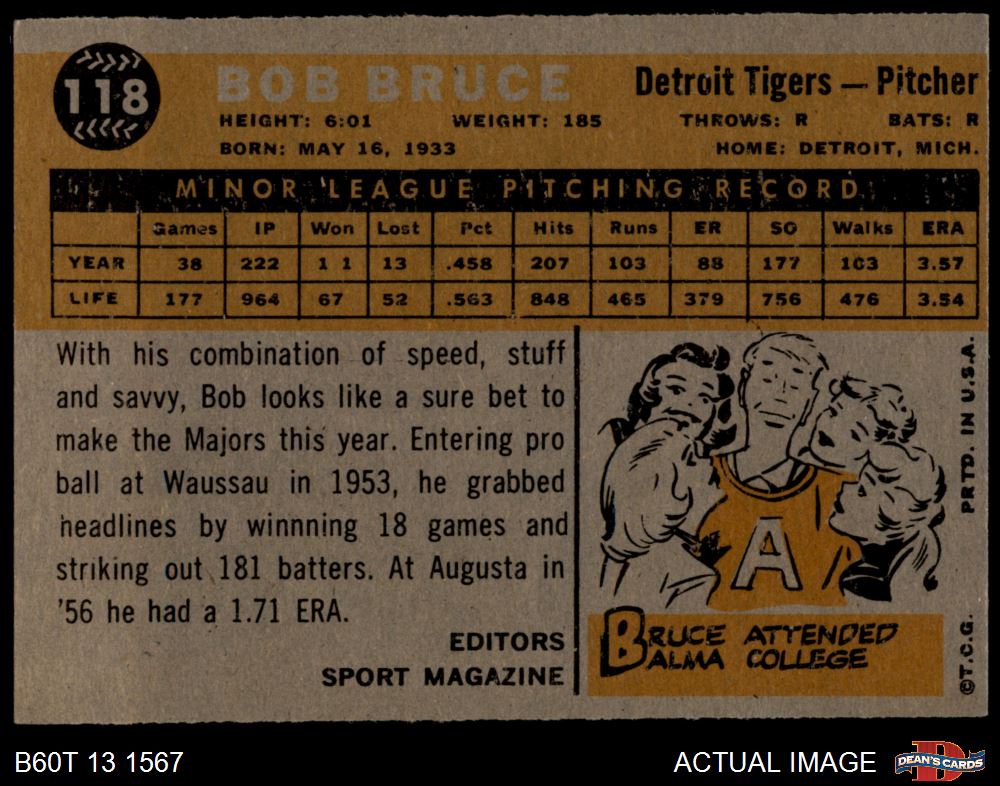 118
BOB BRUCE
Detroit Tigers — Pitcher
HEIGHT: 6:01 WEIGHT: 185 THROWS: R BATS: R
BORN: MAY 16, 1933 HOME: DETROIT, MICH.
MINOR LEAGUE PITCHING RECORD
Games IP Won Lost Pct Hits Runs ER SO Walks ERA
YEAR 38 222 11 13 .458 207 103 88 177 103 3.57
LIFE 177 964 67 52 .563 848 465 379 756 476 3.54
With his combination of speed, stuff
and savvy, Bob looks like a sure bet to
make the Majors this year. Entering pro
ball at Waussau in 1953, he grabbed
headlines by winnning 18 games and
striking out 181 batters. At Augusta in
'56 he had a 1.71 ERA.
EDITORS
SPORT MAGAZINE
A
BRUCE ATTENDED
ALMA COLLEGE
PRTD. IN U.S.A.
©T.C.G.
B60T 13 1567
ACTUAL IMAGE
D
DEAN'S CARDS